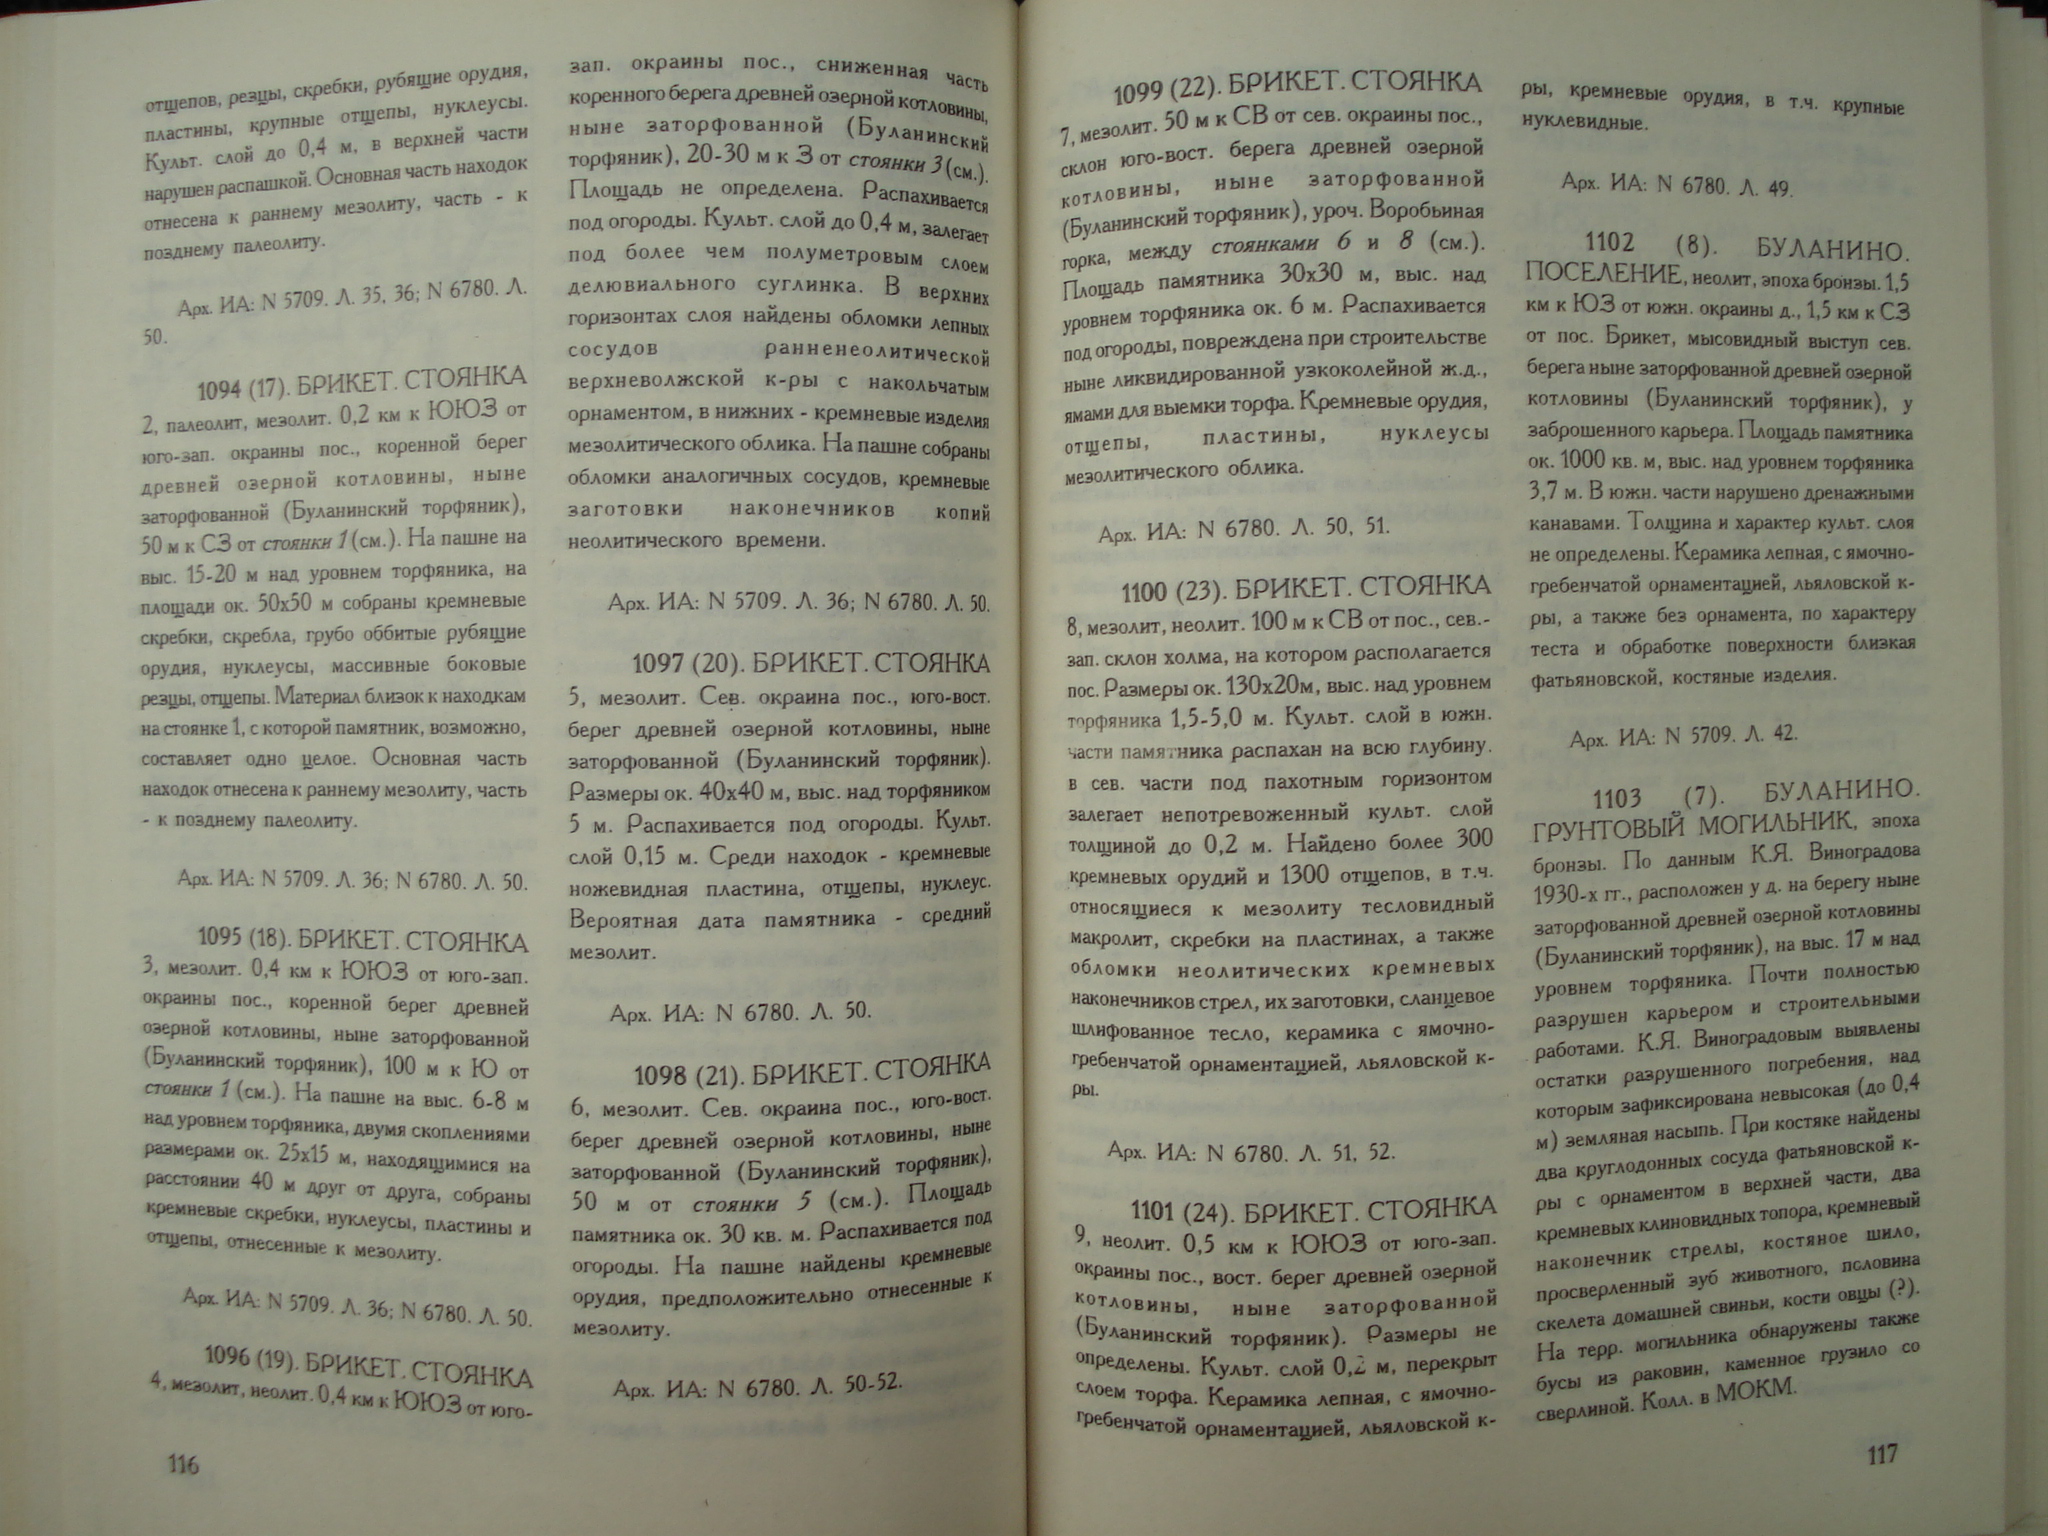 отщепов, резцы, скребки, рубящие орудия,
пластины, крупные отщепы, нуклеусы.
Культ. слой до 0,4 м, в верхней части
нарушен распашкой. Основная часть находок
отнесена к раннему мезолиту, часть - к
позднему палеолиту.
Арх. ИА: N 5709. Л. 35, 36; N 6780. Л.
50.
1094 (17). БРИКЕТ. СТОЯНКА
2, палеолит, мезолит. 0,2 км к ЮЮЗ от
юго-зап. окраины пос., коренной берег
древней озерной котловины, ныне
заторфованной (Буланинский торфяник),
50 м к СЗ от стоянки 1 (см.). На пашне на
выс. 15-20 м над уровнем торфяника, на
площади ок. 50х50 м собраны кремневые
скребки, скребла, грубо оббитые рубящие
орудия, нуклеусы, массивные боковые
резцы, отщепы. Материал близок к находкам
на стоянке 1, с которой памятник, возможно,
составляет одно целое. Основная часть
находок отнесена к раннему мезолиту, часть
- к позднему палеолиту.
Арх. ИА: N 5709. Л. 36; N 6780. Л. 50.
1095 (18). БРИКЕТ. СТОЯНКА
3, мезолит. 0,4 км к ЮЮЗ от юго-зап.
окраины пос., коренной берег древней
озерной котловины, ныне заторфованной
(Буланинский торфяник), 100 м к Ю от
стоянки 1 (см.). На пашне на выс. 6-8 м
над уровнем торфяника, двумя скоплениями
размерами ок. 25х15 м, находящимися на
расстоянии 40 м друг от друга, собраны
кремневые скребки, нуклеусы, пластины и
отщепы, отнесенные к мезолиту.
Арх. ИА: N 5709. Л. 36; N 6780. Л. 50.
1096 (19). БРИКЕТ. СТОЯНКА
4, мезолит, неолит. 0,4 км к ЮЮЗ от юго-
116
зап. окраины пос., сниженная часть
коренного берега древней озерной котловины,
ныне заторфованной (Буланинский
торфяник), 20-30 м к З от стоянки 3 (см.).
Площадь не определена. Распахивается
под огороды. Культ. слой до 0,4 м, залегает
под более чем полуметровым слоем
делювиального суглинка. В верхних
горизонтах слоя найдены обломки лепных
сосудов ранненеолитической
верхневолжской к-ры с накольчатым
орнаментом, в нижних - кремневые изделия
мезолитического облика. На пашне собраны
обломки аналогичных сосудов, кремневые
заготовки наконечников копий
неолитического времени.
Арх. ИА: N 5709. Л. 36; N 6780. Л. 50.
1097 (20). БРИКЕТ. СТОЯНКА
5, мезолит. Сев. окраина пос., юго-вост.
берег древней озерной котловины, ныне
заторфованной (Буланинский торфяник).
Размеры ок. 40х40 м, выс. над торфяником
5 м. Распахивается под огороды. Культ.
слой 0,15 м. Среди находок - кремневые
ножевидная пластина, отщепы, нуклеус.
Вероятная дата памятника - средний
мезолит.
Арх. ИА: N 6780. Л. 50.
1098 (21). БРИКЕТ. СТОЯНКА
6, мезолит. Сев. окраина пос., юго-вост.
берег древней озерной котловины, ныне
заторфованной (Буланинский торфяник),
50 м от стоянки 5 (см.). Площадь
памятника ок. 30 кв. м. Распахивается под
огороды. На пашне найдены кремневые
орудия, предположительно отнесенные к
мезолиту.
Арх. ИА: N 6780. Л. 50-52.
1099 (22). БРИКЕТ. СТОЯНКА
7, мезолит. 50 м к СВ от сев. окраины пос.,
склон юго-вост. берега древней озерной
котловины, ныне заторфованной
(Буланинский торфяник), уроч. Воробьиная
горка, между стоянками 6 и 8 (см.).
Площадь памятника 30х30 м, выс. над
уровнем торфяника ок. 6 м. Распахивается
под огороды, повреждена при строительстве
ныне ликвидированной узкоколейной ж.д.,
ямами для выемки торфа. Кремневые орудия,
отщепы, пластины, нуклеусы
мезолитического облика.
Арх. ИА: N 6780. Л. 50, 51.
1100 (23). БРИКЕТ. СТОЯНКА
8, мезолит, неолит. 100 м к СВ от пос., сев.-
зап. склон холма, на котором располагается
пос. Размеры ок. 130х20м, выс. над уровнем
торфяника 1,5-5,0 м. Культ. слой в южн.
части памятника распахан на всю глубину.
в сев. части под пахотным горизонтом
залегает непотревоженный культ. слой
толщиной до 0,2 м. Найдено более 300
кремневых орудий и 1300 отщепов, в т.ч.
относящиеся к мезолиту тесловидный
макролит, скребки на пластинах, а также
обломки неолитических кремневых
наконечников стрел, их заготовки, сланцевое
шлифованное тесло, керамика с ямочно-
гребенчатой орнаментацией, льяловской к-
ры.
Арх. ИА: N 6780. Л. 51, 52.
1101 (24). БРИКЕТ. СТОЯНКА
9, неолит. 0,5 км к ЮЮЗ от юго-зап.
окраины пос., вост. берег древней озерной
котловины, ныне заторфованной
(Буланинский торфяник). Размеры не
определены. Культ. слой 0,2 м, перекрыт
слоем торфа. Керамика лепная, с ямочно-
гребенчатой орнаментацией, льяловской к-
ры, кремневые орудия, в т.ч. крупные
нуклевидные.
Арх. ИА: N 6780. Л. 49.
1102 (8). БУЛАНИНО.
ПОСЕЛЕНИЕ, неолит, эпоха бронзы. 1,5
км к ЮЗ от южн. окраины д., 1,5 км к СЗ
от пос. Брикет, мысовидный выступ сев.
берега ныне заторфованной древней озерной
котловины (Буланинский торфяник), у
заброшенного карьера. Площадь памятника
ок. 1000 кв. м, выс. над уровнем торфяника
3,7 м. В южн. части нарушено дренажными
канавами. Толщина и характер культ. слоя
не определены. Керамика лепная, с ямочно-
гребенчатой орнаментацией, льяловской к-
ры, а также без орнамента, по характеру
теста и обработке поверхности близкая
фатьяновской, костяные изделия.
Арх. ИА: N 5709. Л. 42.
1103 (7). БУЛАНИНО.
ГРУНТОВЫЙ МОГИЛЬНИК, эпоха
бронзы. По данным К.Я. Виноградова
1930-х гг., расположен у д. на берегу ныне
заторфованной древней озерной котловины
(Буланинский торфяник), на выс. 17 м над
уровнем торфяника. Почти полностью
разрушен карьером и строительными
работами. К.Я. Виноградовым выявлены
остатки разрушенного погребения, над
которым зафиксирована невысокая (до 0,4
м) земляная насыпь. При костяке найдены
два круглодонных сосуда фатьяновской к-
ры с орнаментом в верхней части, два
кремневых клиновидных топора, кремневый
наконечник стрелы, костяное шило,
просверленный зуб животного, половина
скелета домашней свиньи, кости овцы (?).
На терр. могильника обнаружены также
бусы из раковин, каменное грузило со
сверлиной. Колл. в МОКМ.
117